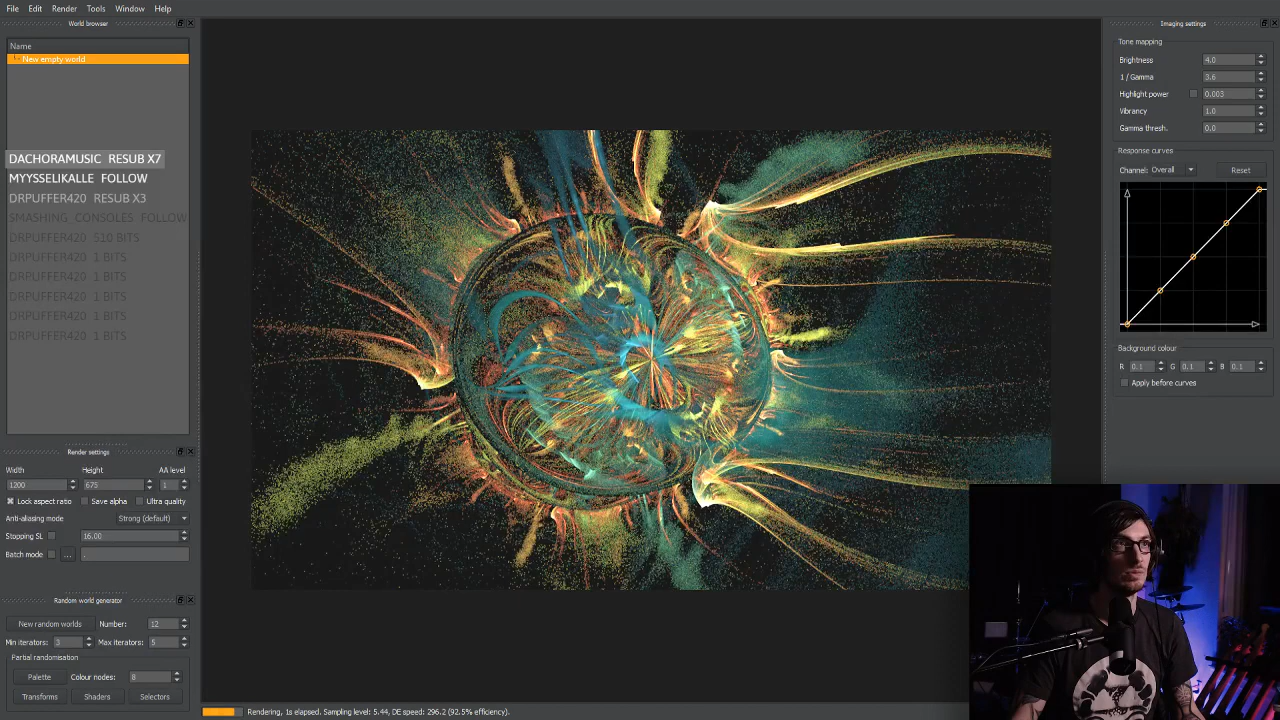 File Edit Render Tools Window Help
World browser
Name
New empty world
DACHORAMUSIC RESUB X7
MYYSSELIKALLE FOLLOW
DRPUFFER420 RESUB X3
SMASHING_CONSOLES FOLLOW
DRPUFFER420 510 BITS
DRPUFFER420 1 BITS
DRPUFFER420 1 BITS
DRPUFFER420 1 BITS
DRPUFFER420 1 BITS
DRPUFFER420 1 BITS
Render settings
Width Height AA level
1200 675 1
Lock aspect ratio Save alpha Ultra quality
Anti-aliasing mode Strong (default)
Stopping SL 16.00
Batch mode ... .
Random world generator
New random worlds Number: 12
Min iterators: 3 Max iterators: 5
Partial randomisation
Palette Colour nodes: 8
Transforms Shaders Selectors
Rendering, 1s elapsed. Sampling level: 5.44, DE speed: 296.2 (92.5% efficiency).
Imaging settings
Tone mapping
Brightness 4.0
1 / Gamma 3.6
Highlight power 0.003
Vibrancy 1.0
Gamma thresh. 0.0
Response curves
Channel: Overall Reset
Background colour
R 0.1 G 0.1 B 0.1
Apply before curves